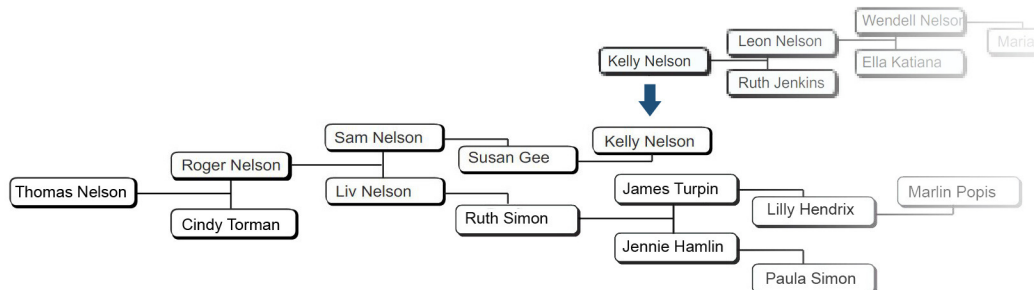 Wendell Nelson
Leon Nelson
Maria
Kelly Nelson
Ella Katiana
Ruth Jenkins
Sam Nelson
Kelly Nelson
Susan Gee
Roger Nelson
Thomas Nelson
Liv Nelson
James Turpin
Marlin Popis
Lilly Hendrix
Cindy Torman
Ruth Simon
Jennie Hamlin
Paula Simon